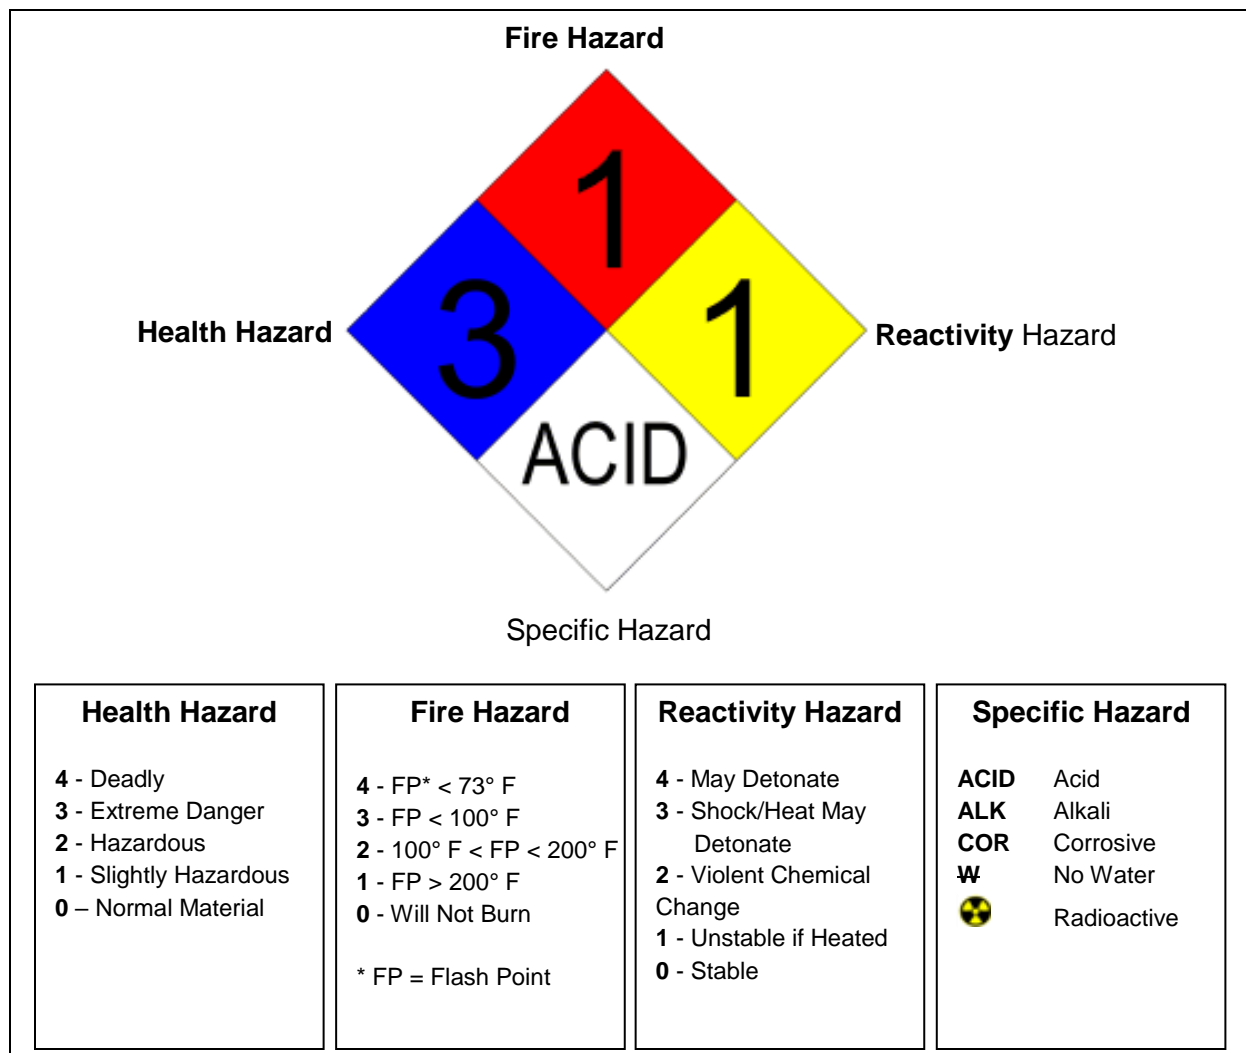 Fire Hazard
1
3
1
Health Hazard
Reactivity Hazard
ACID
Specific Hazard
Health Hazard
4 - Deadly
3 - Extreme Danger
2 - Hazardous
1 - Slightly Hazardous
0 – Normal Material
Fire Hazard
4 - FP* < 73° F
3 - FP < 100° F
2 - 100° F < FP < 200° F
1 - FP > 200° F
0 - Will Not Burn
* FP = Flash Point
Reactivity Hazard
4 - May Detonate
3 - Shock/Heat May
Detonate
2 - Violent Chemical
Change
1 - Unstable if Heated
0 - Stable
Specific Hazard
ACID Acid
ALK Alkali
COR Corrosive
W No Water
Radioactive